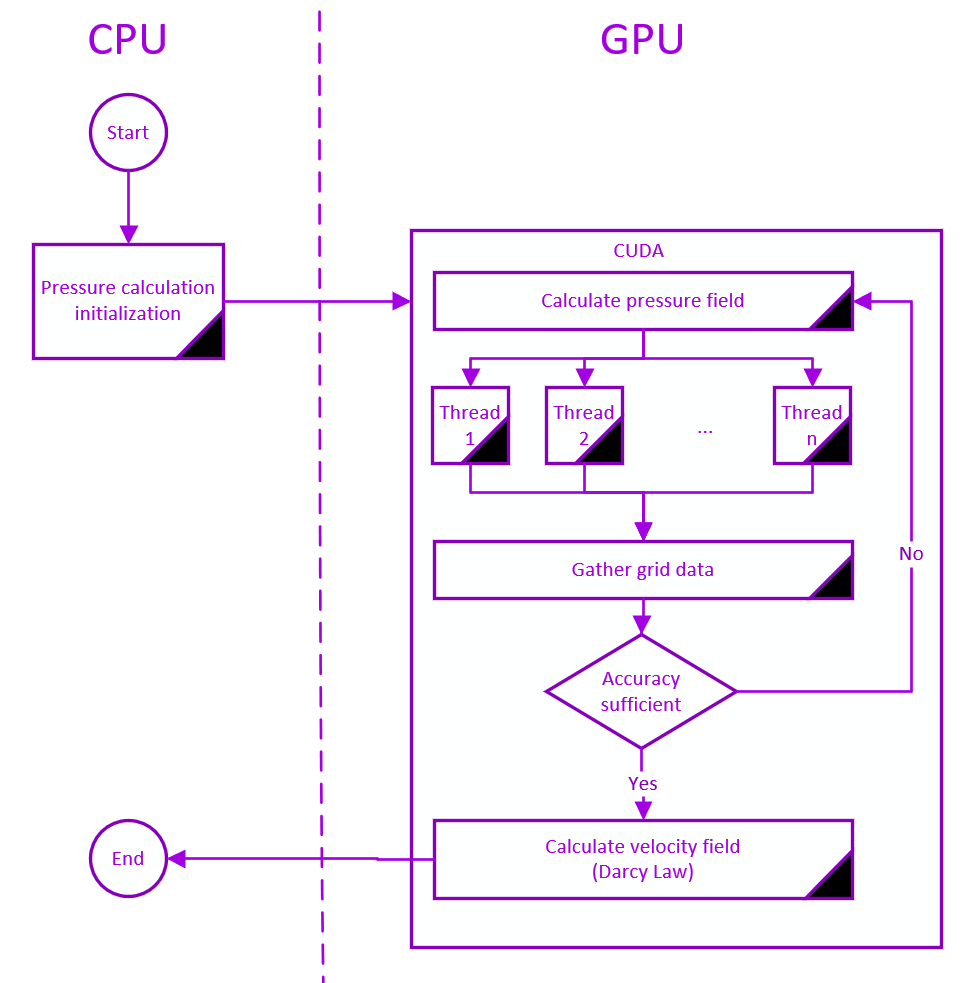 CPU
GPU
Start
Pressure calculation
initialization
CUDA
Calculate pressure field
Thread
1
Thread
2
...
Thread
n
Gather grid data
No
Accuracy
sufficient
Yes
Calculate velocity field
(Darcy Law)
End